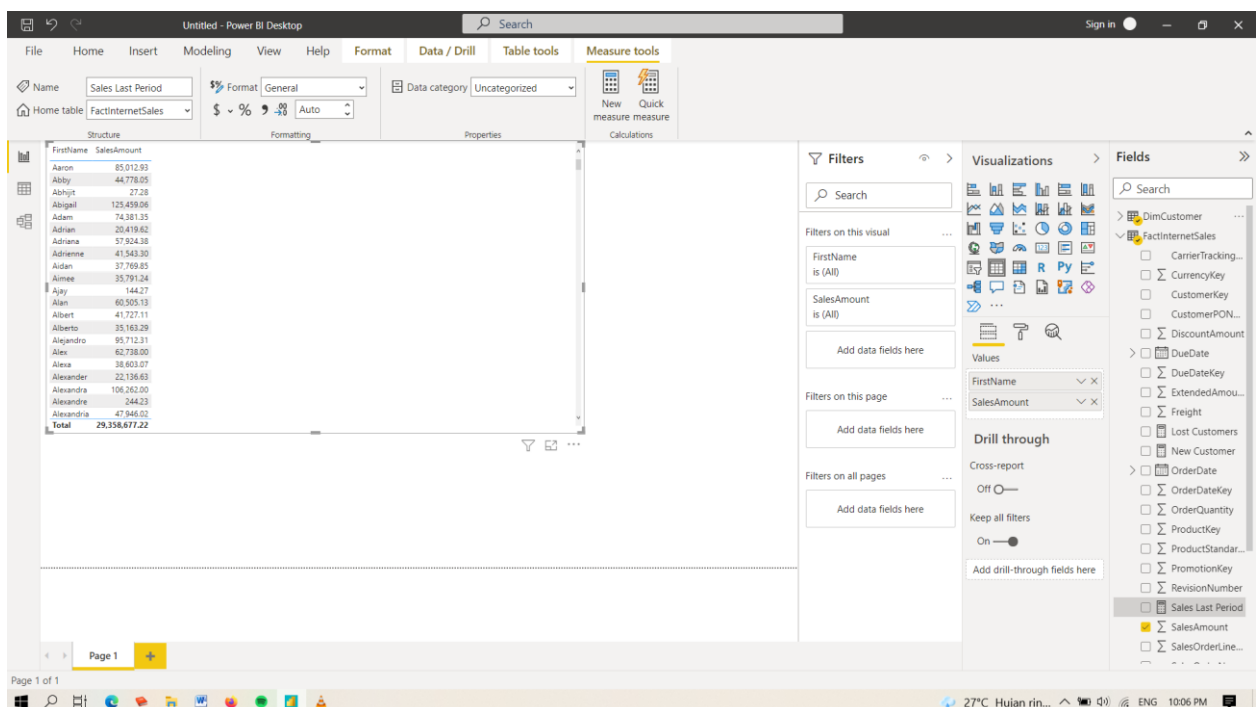 Untitled - Power BI Desktop
Search
Sign in
File Home Insert Modeling View Help Format Data / Drill Table tools Measure tools
Name Sales Last Period
Home table FactInternetSales
Structure
$% Format General
$ % 9 .00 Auto
Formatting
Data category Uncategorized
Properties
New measure
Quick measure
Calculations
FirstName SalesAmount
Aaron 85,012.93
Abby 44,778.05
Abhijit 27.28
Abigail 125,459.06
Adam 74,381.35
Adrian 20,419.62
Adriana 57,924.38
Adrienne 41,543.30
Aidan 37,769.85
Aimee 35,791.24
Ajay 144.27
Alan 60,505.13
Albert 41,727.11
Alberto 35,163.29
Alejandro 95,712.31
Alex 62,738.00
Alexa 38,603.07
Alexander 22,136.63
Alexandra 106,262.00
Alexandre 244.23
Alexandria 47,946.02
Total 29,358,677.22
Filters
Search
Filters on this visual ...
FirstName
is (All)
SalesAmount
is (All)
Add data fields here
Filters on this page ...
Add data fields here
Filters on all pages ...
Add data fields here
Visualizations
R Py
...
Values
FirstName
SalesAmount
Drill through
Cross-report
Off
Keep all filters
On
Add drill-through fields here
Fields
Search
DimCustomer ...
FactInternetSales
CarrierTracking...
∑ CurrencyKey
CustomerKey
CustomerPON...
∑ DiscountAmount
DueDate
∑ DueDateKey
∑ ExtendedAmou...
∑ Freight
Lost Customers
New Customer
OrderDate
∑ OrderDateKey
∑ OrderQuantity
∑ ProductKey
∑ ProductStandar...
∑ PromotionKey
∑ RevisionNumber
Sales Last Period
∑ SalesAmount
∑ SalesOrderLine...
Page 1
Page 1 of 1
27°C Hujan rin... ENG 10:06 PM